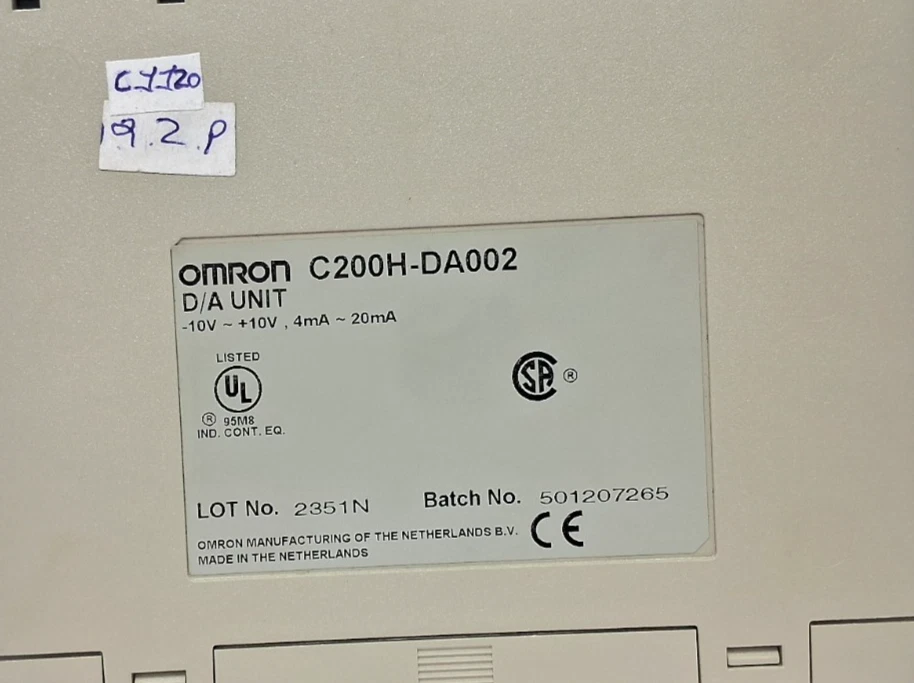 19.2.P
OMRON C200H-DA002
D/A UNIT
-10V ~ +10V , 4mA ~ 20mA
LISTED
UL
® 95M8
IND. CONT. EQ.
SA ®
LOT No. 2351N Batch No. 501207265
OMRON MANUFACTURING OF THE NETHERLANDS B.V. CE
MADE IN THE NETHERLANDS